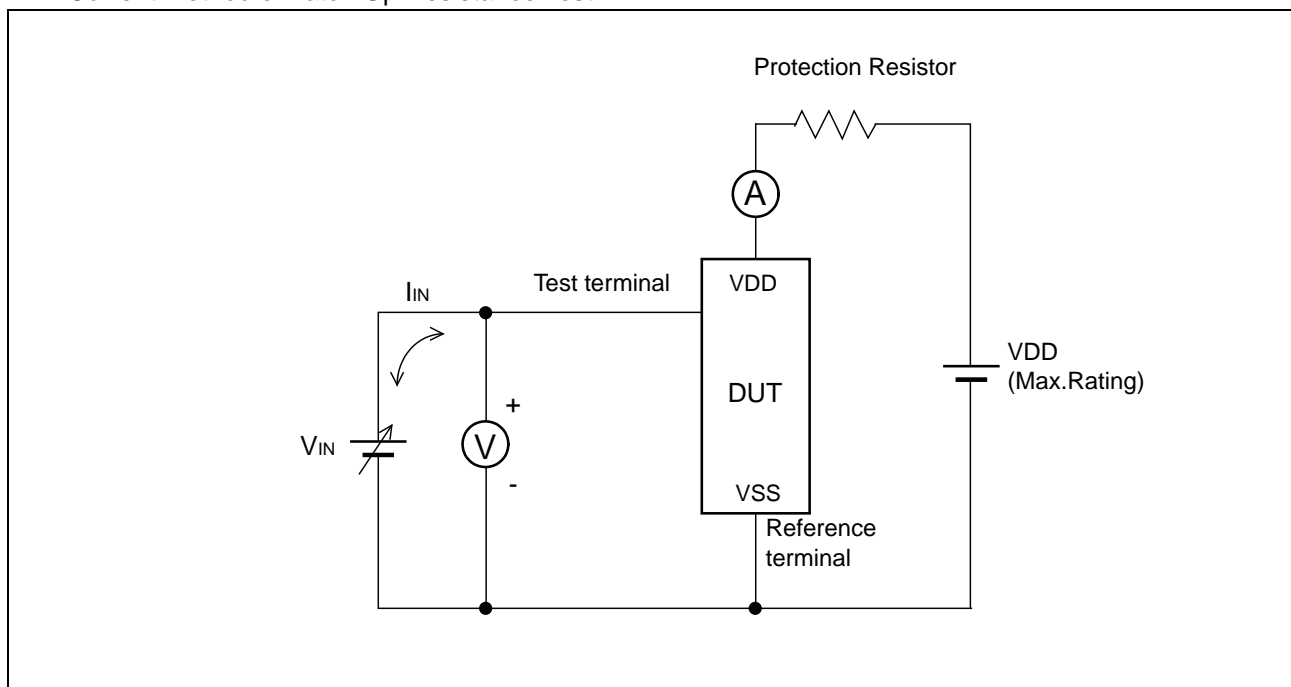 Protection Resistor
A
Test terminal
VDD
IIN
VDD
(Max.Rating)
DUT
+
VIN
V
-
VSS
Reference
terminal